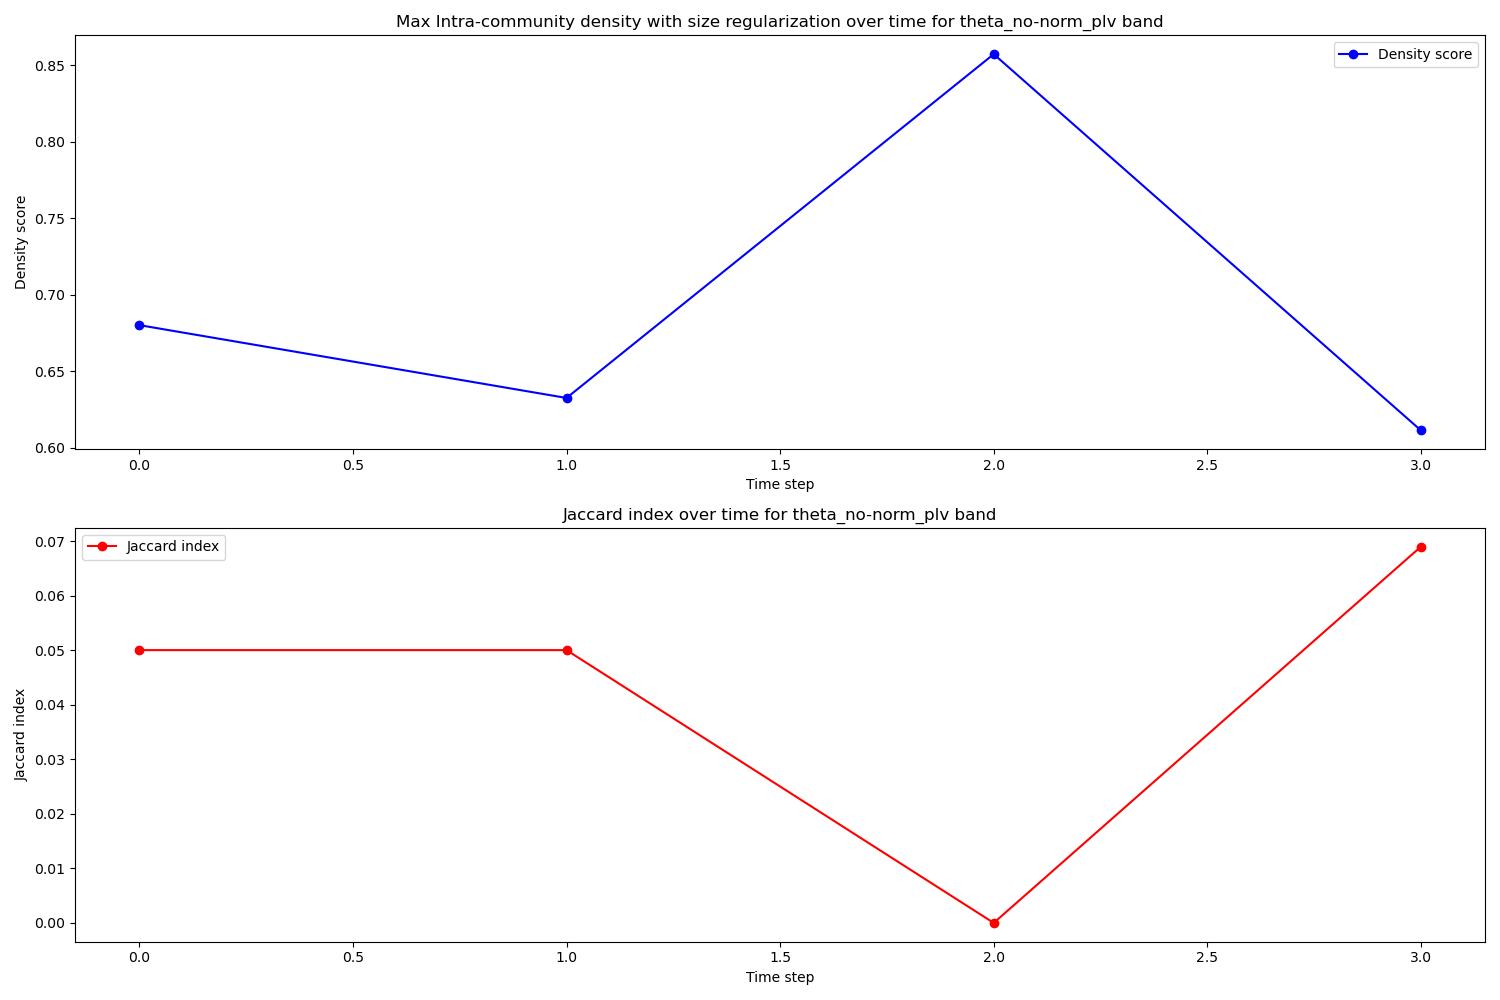 Max Intra-community density with size regularization over time for theta_no-norm_plv band
Density score
0.85
0.80
0.75
0.70
0.65
0.60
Density score
0.0 0.5 1.0 1.5 2.0 2.5 3.0
Time step
Jaccard index over time for theta_no-norm_plv band
Jaccard index
0.07
0.06
0.05
0.04
0.03
0.02
0.01
0.00
Jaccard index
0.0 0.5 1.0 1.5 2.0 2.5 3.0
Time step